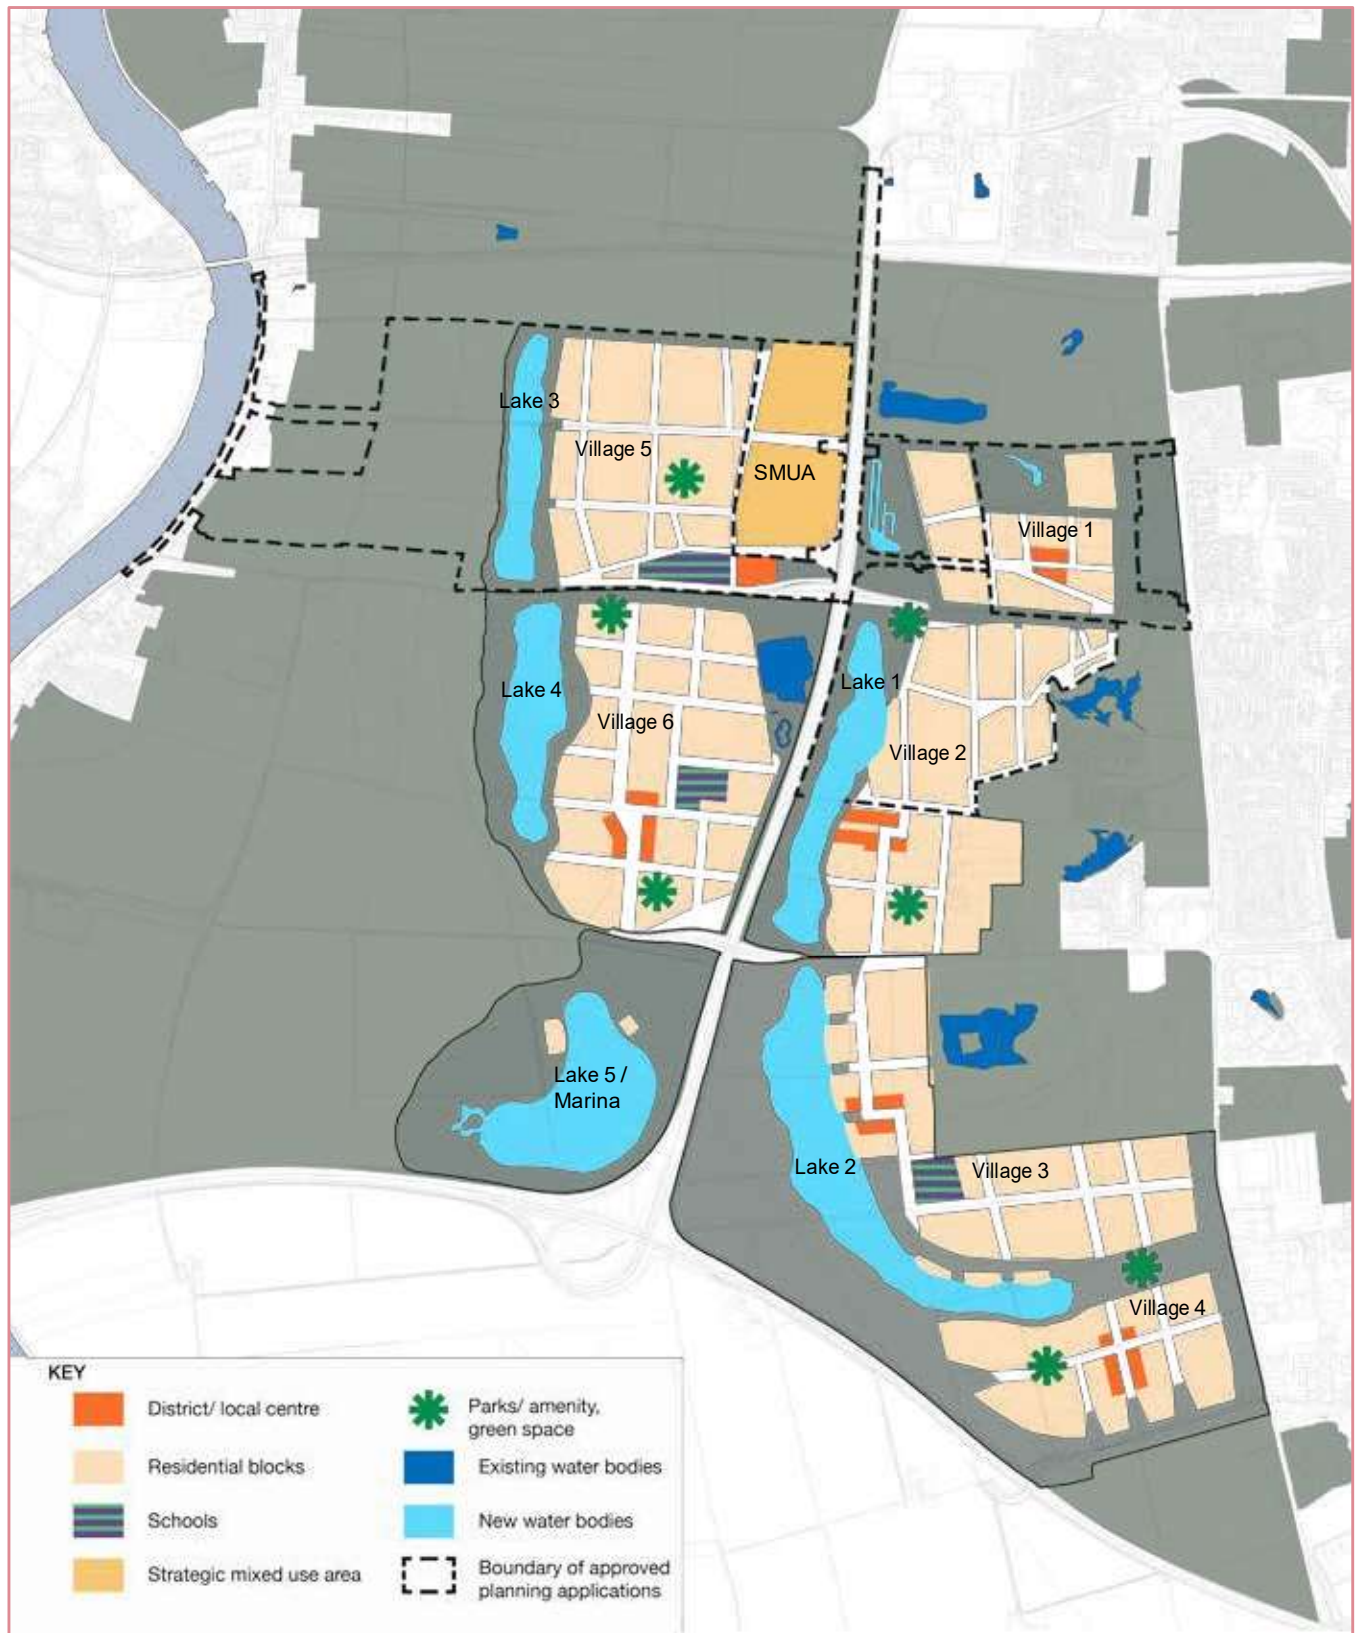 Lake 3
Village 5
SMUA
Village 1
Lake 4
Lake 1
Village 6
Village 2
Lake 5 /
Marina
Lake 2
Village 3
Village 4
KEY
District/ local centre
Residential blocks
Schools
Strategic mixed use area
Parks/ amenity,
green space
Existing water bodies
New water bodies
Boundary of approved
planning applications